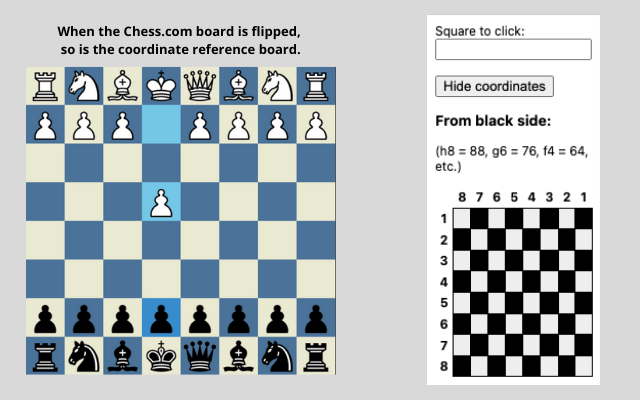 When the Chess.com board is flipped,
so is the coordinate reference board.
Square to click:
Hide coordinates
From black side:
(h8 = 88, g6 = 76, f4 = 64,
etc.)
8 7 6 5 4 3 2 1
1
2
3
4
5
6
7
8